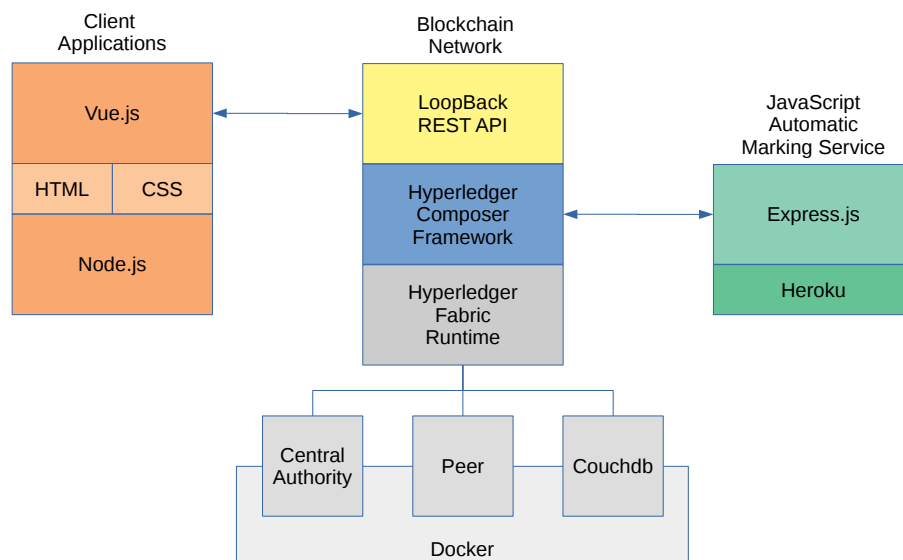 Client
Applications
Vue.js
HTML
CSS
Node.js
Blockchain
Network
LoopBack
REST API
Hyperledger
Composer
Framework
Hyperledger
Fabric
Runtime
JavaScript
Automatic
Marking Service
Express.js
Heroku
Central
Authority
Peer
Couchdb
Docker